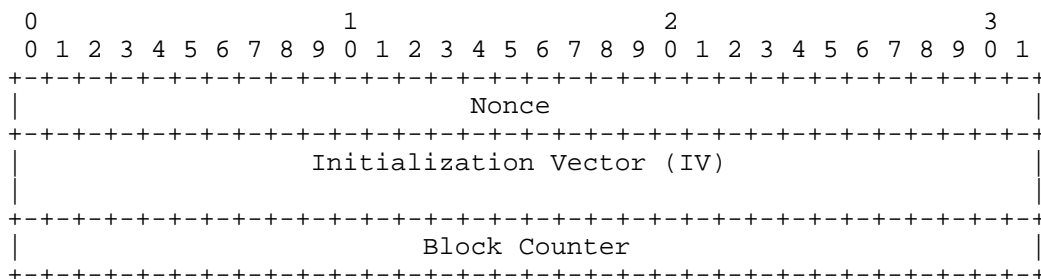 0                   1                   2                   3
0 1 2 3 4 5 6 7 8 9 0 1 2 3 4 5 6 7 8 9 0 1 2 3 4 5 6 7 8 9 0 1
+-+-+-+-+-+-+-+-+-+-+-+-+-+-+-+-+-+-+-+-+-+-+-+-+-+-+-+-+-+-+-+-+
|                            Nonce                              |
+-+-+-+-+-+-+-+-+-+-+-+-+-+-+-+-+-+-+-+-+-+-+-+-+-+-+-+-+-+-+-+-+
|                  Initialization Vector (IV)                   |
|                                                               |
+-+-+-+-+-+-+-+-+-+-+-+-+-+-+-+-+-+-+-+-+-+-+-+-+-+-+-+-+-+-+-+-+
|                         Block Counter                         |
+-+-+-+-+-+-+-+-+-+-+-+-+-+-+-+-+-+-+-+-+-+-+-+-+-+-+-+-+-+-+-+-+